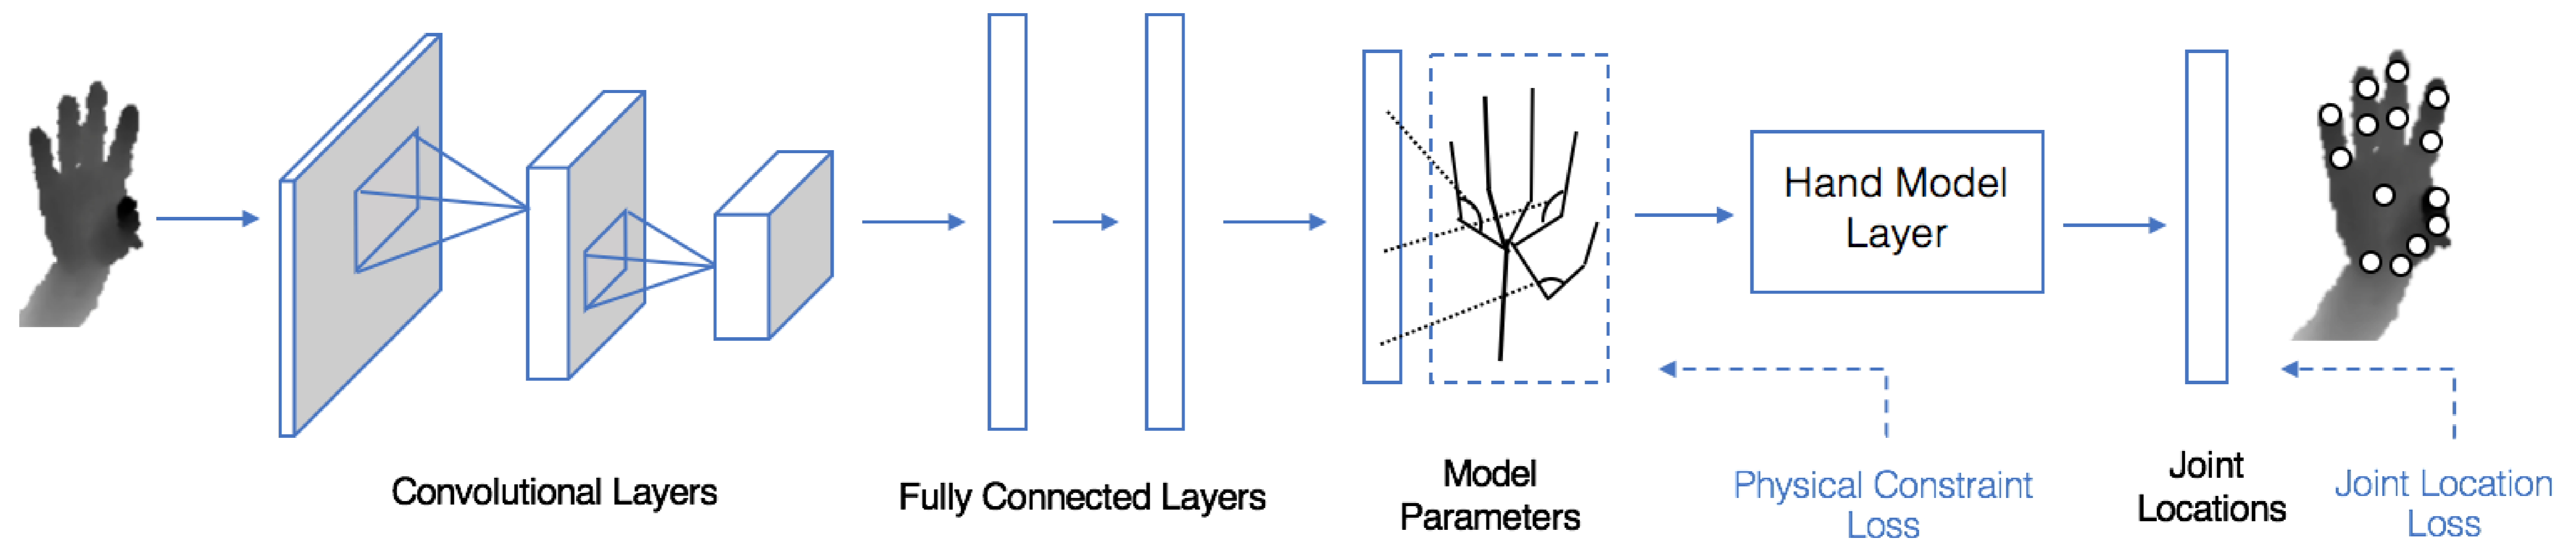 Hand Model
Layer
Convolutional Layers
Fully Connected Layers
Model
Parameters
Physical Constraint
Loss
Joint
Locations
Joint Location
Loss